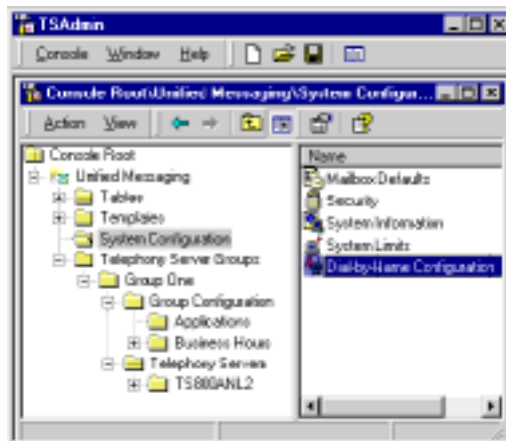 TSAdmin
Console Window Help
Console Root\Unified Messaging\System Configur...
Action View
Console Root
Unified Messaging
Tables
Templates
System Configuration
Telephony Server Groups
Group One
Group Configuration
Applications
Business Hours
Telephony Servers
TS800ANL2
Name
Mailbox Defaults
Security
System Information
System Limits
Dial-by-Name Configuration